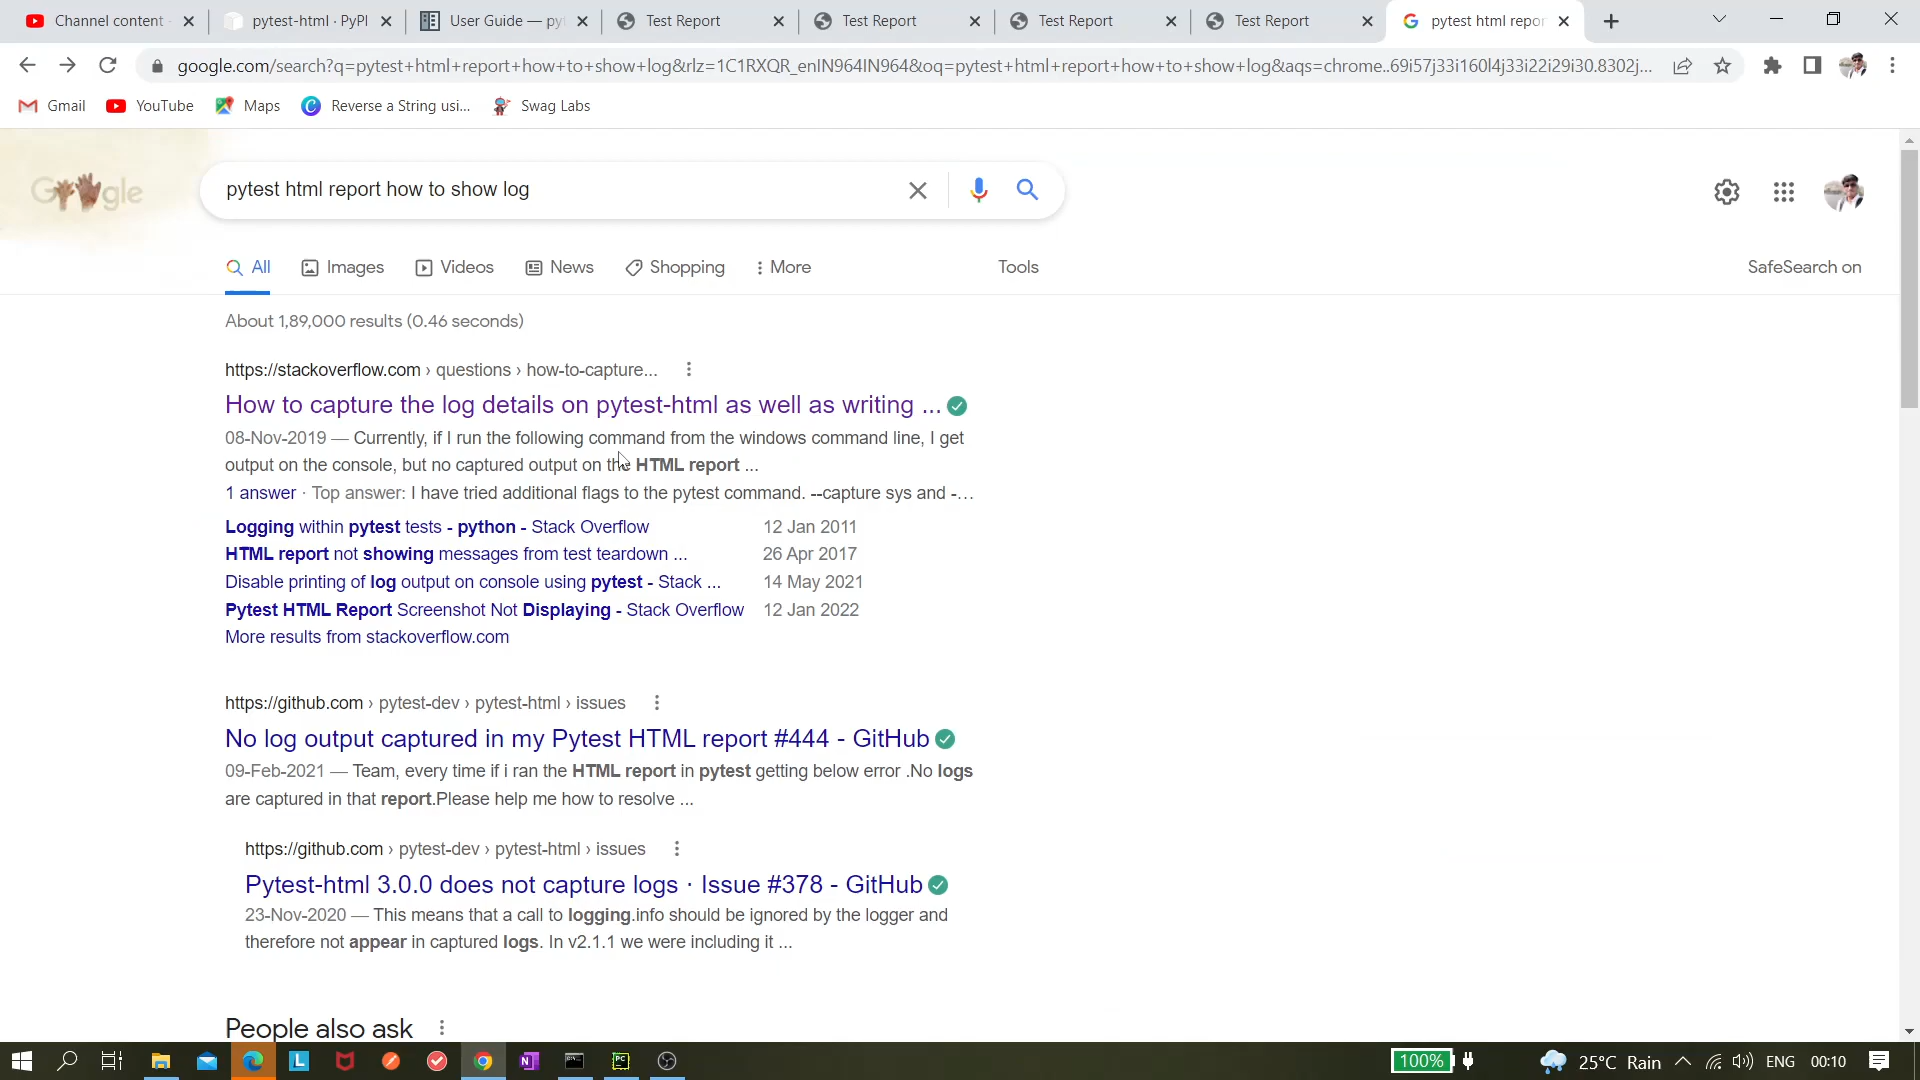 Channel content
pytest-html · PyPI
User Guide — py
Test Report
Test Report
Test Report
Test Report
pytest html repor
google.com/search?q=pytest+html+report+how+to+show+log&rlz=1C1RXQR_enIN964IN964&oq=pytest+html+report+how+to+show+log&aqs=chrome..69i57j33i160l4j33i22i29i30.8302j...
Gmail
YouTube
Maps
Reverse a String usi...
Swag Labs
Google
pytest html report how to show log
All
Images
Videos
News
Shopping
More
Tools
SafeSearch on
About 1,89,000 results (0.46 seconds)
https://stackoverflow.com › questions › how-to-capture...
How to capture the log details on pytest-html as well as writing ...
08-Nov-2019 — Currently, if I run the following command from the windows command line, I get
output on the console, but no captured output on the HTML report ...
1 answer · Top answer: I have tried additional flags to the pytest command. --capture sys and -...
Logging within pytest tests - python - Stack Overflow 12 Jan 2011
HTML report not showing messages from test teardown ... 26 Apr 2017
Disable printing of log output on console using pytest - Stack ... 14 May 2021
Pytest HTML Report Screenshot Not Displaying - Stack Overflow 12 Jan 2022
More results from stackoverflow.com
https://github.com › pytest-dev › pytest-html › issues
No log output captured in my Pytest HTML report #444 - GitHub
09-Feb-2021 — Team, every time if i ran the HTML report in pytest getting below error .No logs
are captured in that report.Please help me how to resolve ...
https://github.com › pytest-dev › pytest-html › issues
Pytest-html 3.0.0 does not capture logs · Issue #378 - GitHub
23-Nov-2020 — This means that a call to logging.info should be ignored by the logger and
therefore not appear in captured logs. In v2.1.1 we were including it ...
People also ask
100%
25°C Rain
ENG
00:10